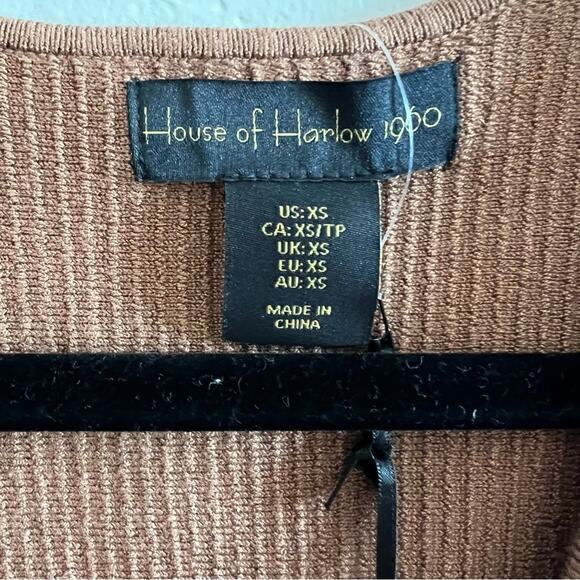 House of Harlow 1960
US: XS
CA: XS/TP
UK: XS
EU: XS
AU: XS
MADE IN
CHINA